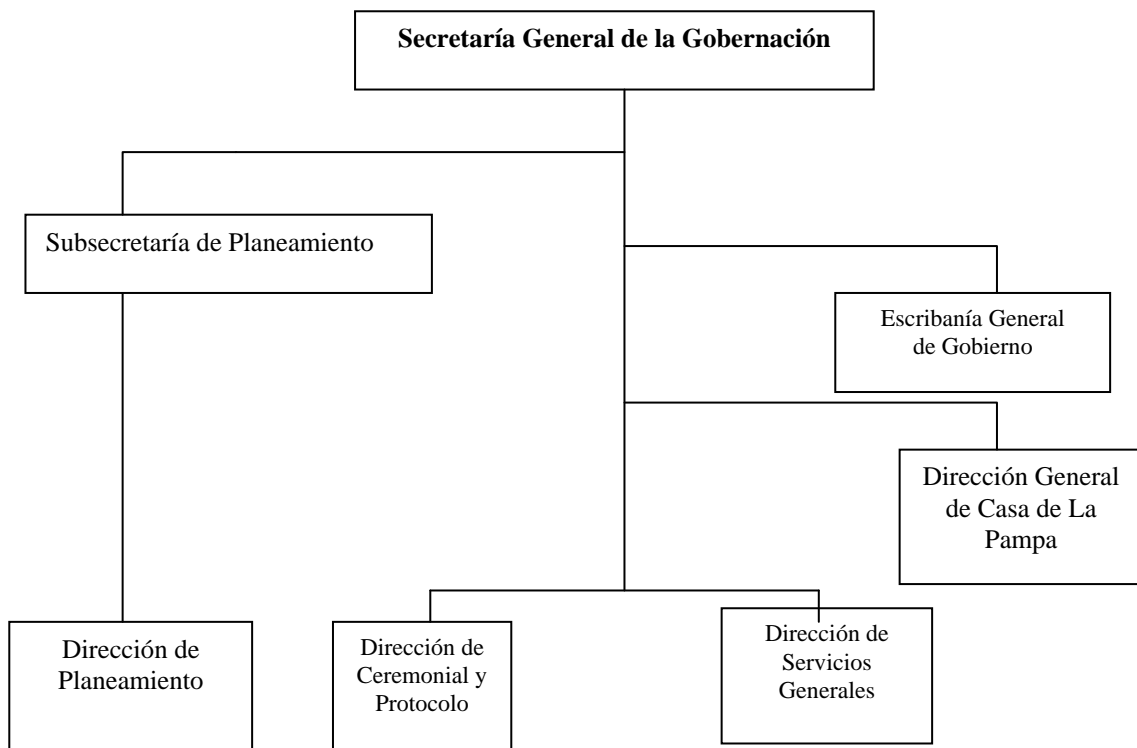 Secretaría General de la Gobernación
Subsecretaría de Planeamiento
Escribanía General
de Gobierno
Dirección General
de Casa de La
Pampa
Dirección de
Planeamiento
Dirección de
Ceremonial y
Protocolo
Dirección de
Servicios
Generales